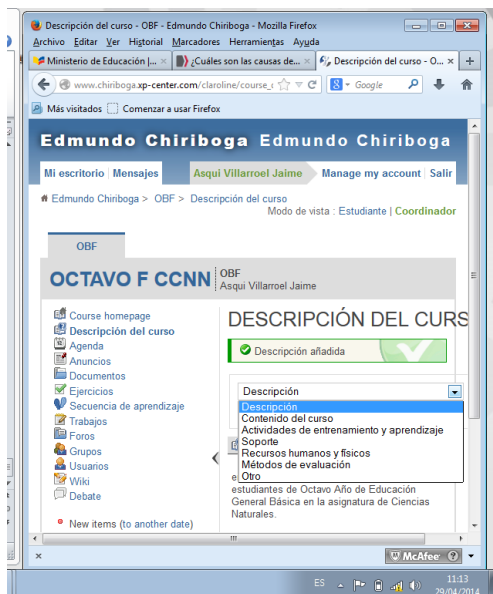 Descripción del curso - OBF - Edmundo Chiriboga - Mozilla Firefox
Archivo Editar Ver Historial Marcadores Herramientas Ayuda
Ministerio de Educación |... × ¿Cuáles son las causas de... × Descripción del curso - O... × +
www.chiriboga.xp-center.com/claroline/course_ Google
Más visitados Comenzar a usar Firefox
Edmundo Chiriboga Edmundo Chiriboga
Mi escritorio | Mensajes Asqui Villarroel Jaime Manage my account | Salir
Edmundo Chiriboga > OBF > Descripción del curso
Modo de vista : Estudiante | Coordinador
OBF
OCTAVO F CCNN OBF
Asqui Villarroel Jaime
Course homepage
Descripción del curso
Agenda
Anuncios
Documentos
Ejercicios
Secuencia de aprendizaje
Trabajos
Foros
Grupos
Usuarios
Wiki
Debate
New items (to another date)
DESCRIPCIÓN DEL CURS
Descripción añadida
Descripción
Descripción
Contenido del curso
Actividades de entrenamiento y aprendizaje
Soporte
Recursos humanos y físicos
Métodos de evaluación
Otro
estudiantes de Octavo Año de Educación
General Básica en la asignatura de Ciencias
Naturales.
× McAfee
ES 11:13
29/04/2014